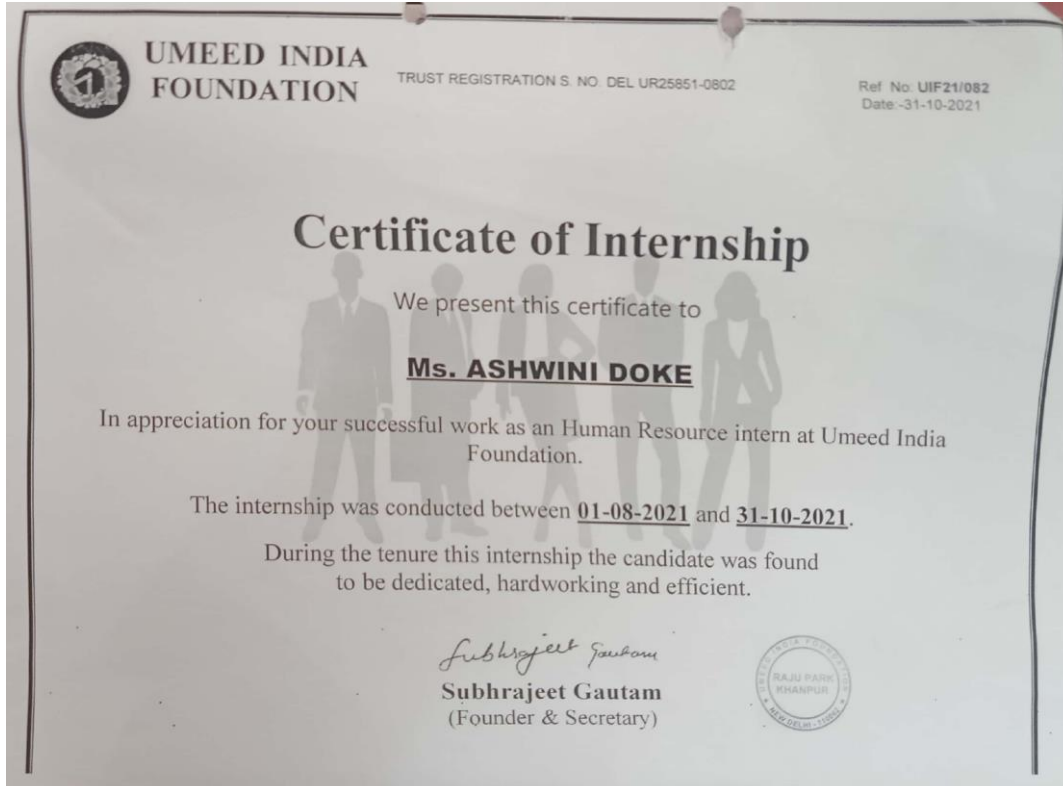 UMEED INDIA
FOUNDATION
TRUST REGISTRATION S. NO. DEL UR25851-0802
Ref No: UIF21/082
Date:-31-10-2021
Certificate of Internship
We present this certificate to
Ms. ASHWINI DOKE
In appreciation for your successful work as an Human Resource intern at Umeed India
Foundation.
The internship was conducted between 01-08-2021 and 31-10-2021.
During the tenure this internship the candidate was found
to be dedicated, hardworking and efficient.
Subhrajeet Gautam
Subhrajeet Gautam
(Founder & Secretary)
UMEED INDIA FOUNDATION
RAJU PARK
KHANPUR